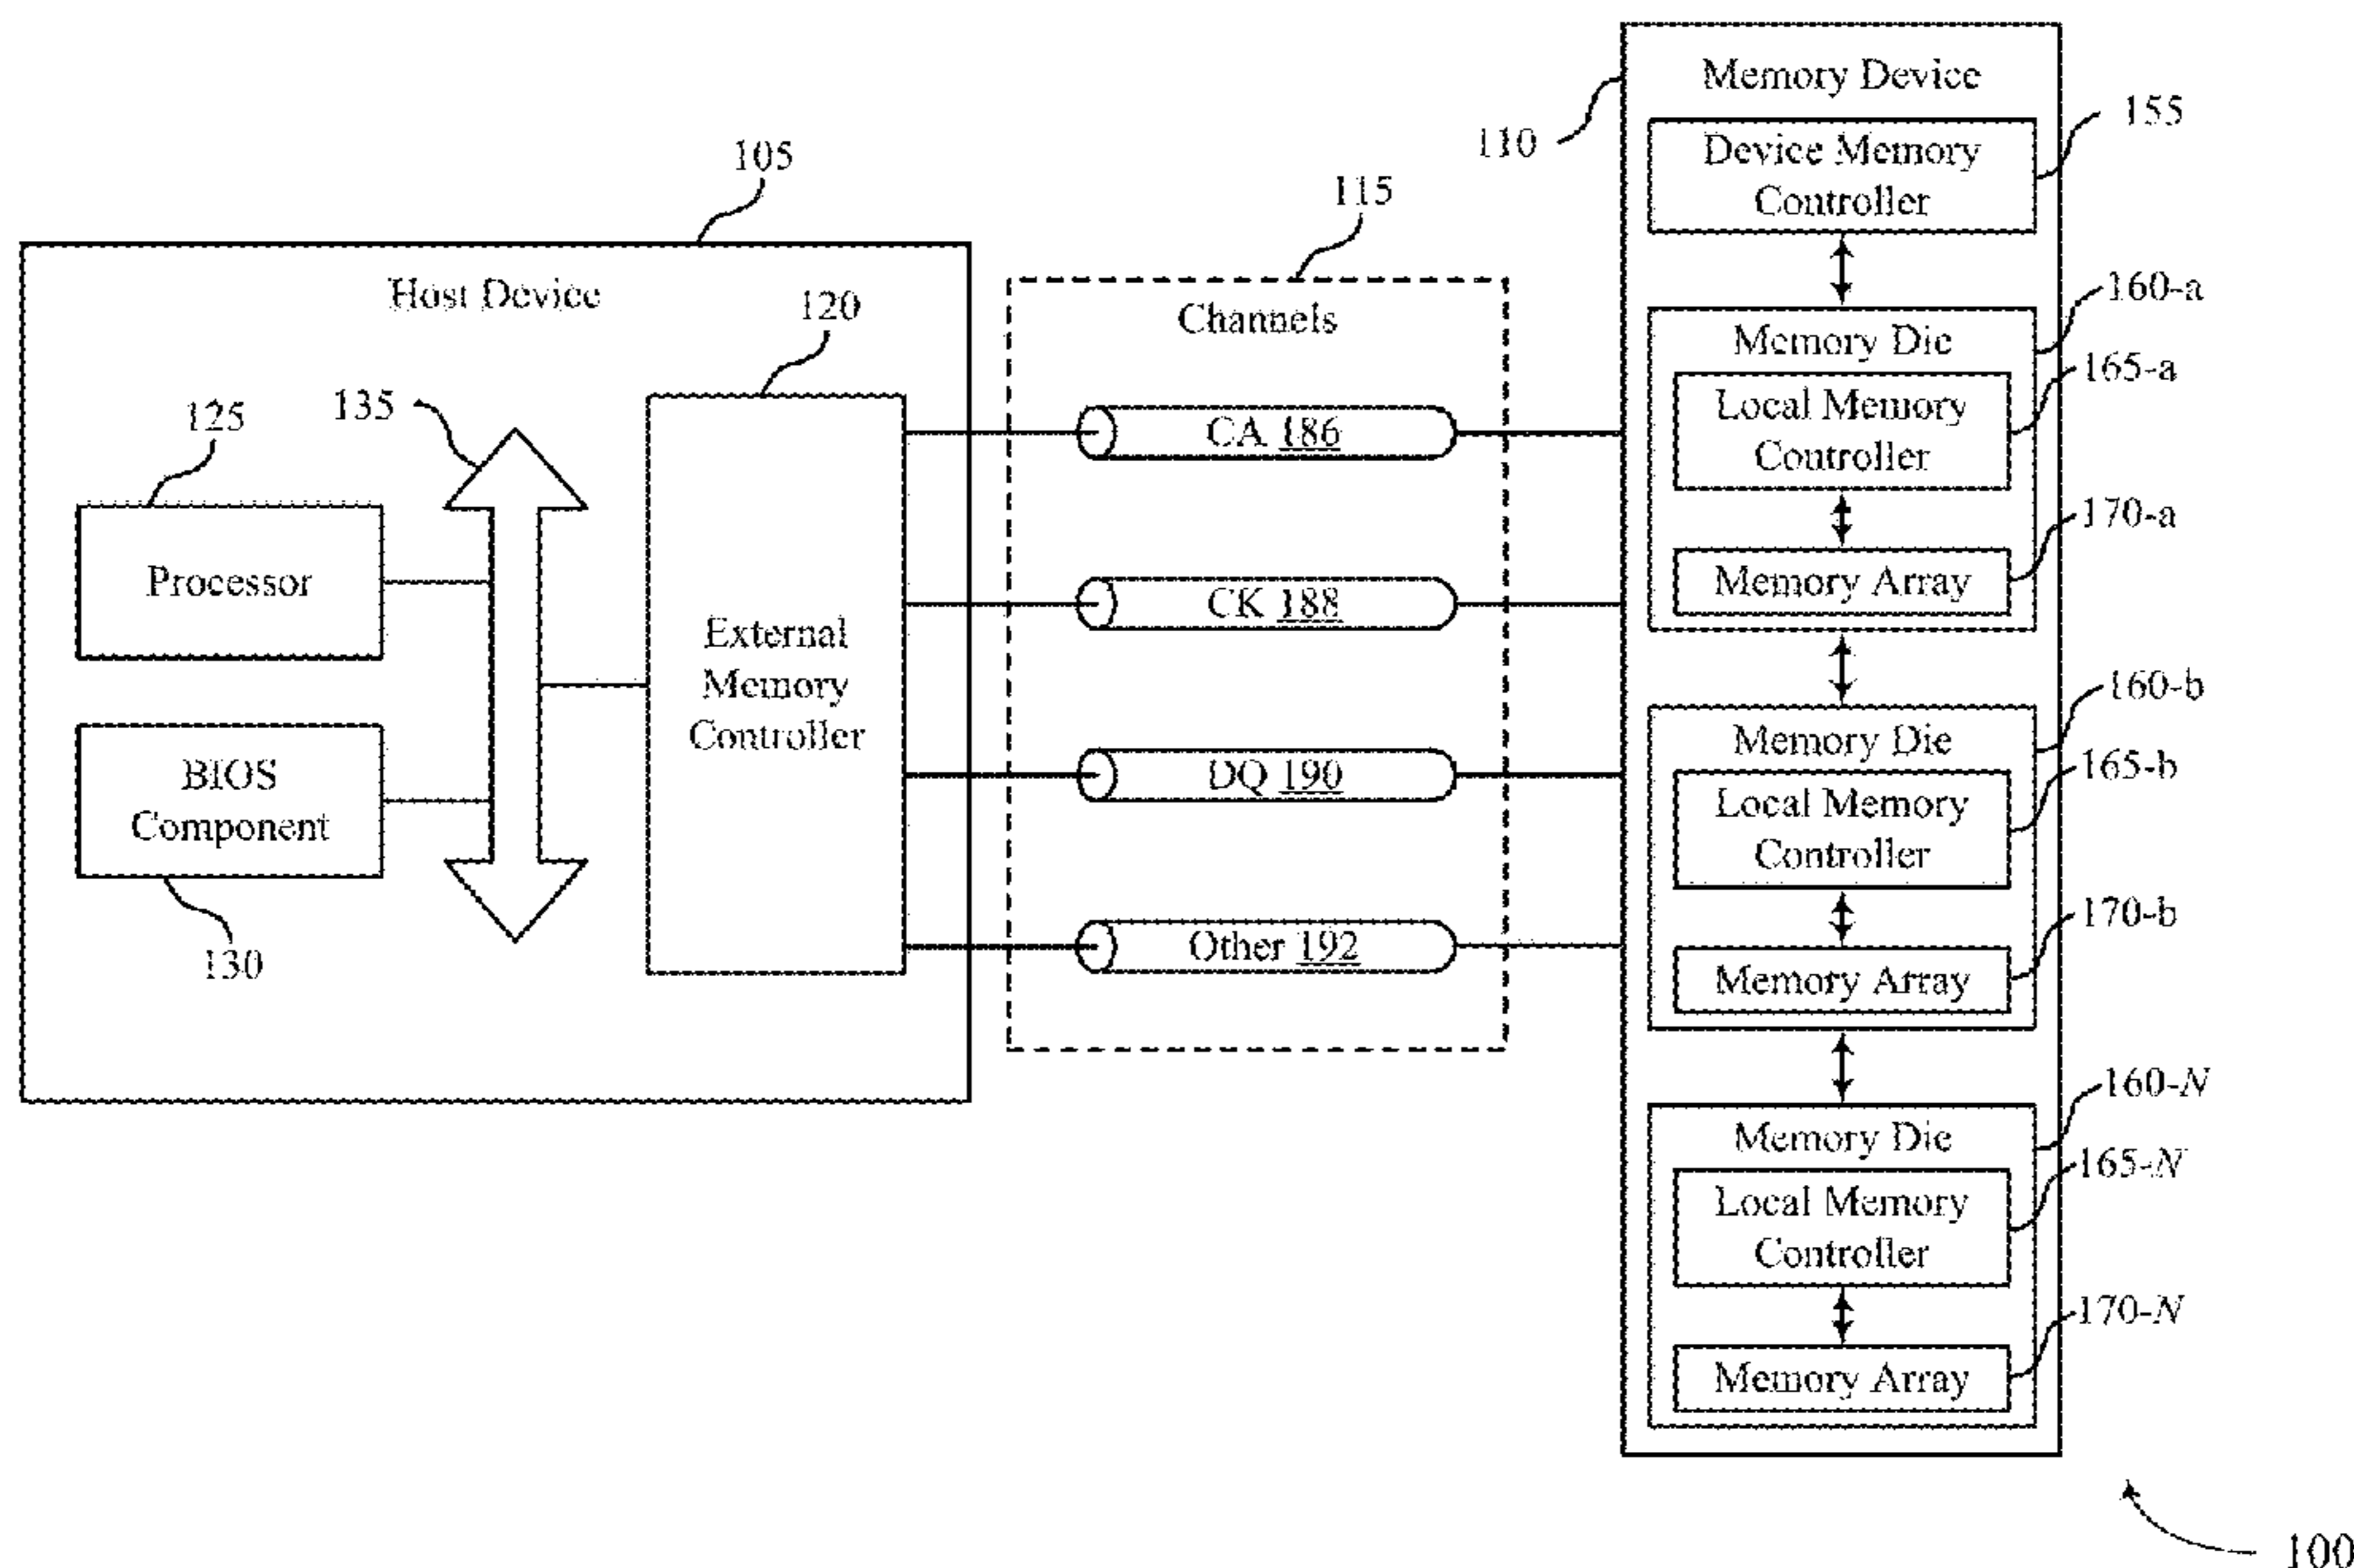 105
Host Device
120
125
135
Processor
External
Memory
Controller
BIOS
Component
130
115
Channels
CA 186
CK 188
DQ 190
Other 192
110
Memory Device
155
Device Memory
Controller
160-a
Memory Die
165-a
Local Memory
Controller
170-a
Memory Array
160-b
Memory Die
165-b
Local Memory
Controller
170-b
Memory Array
160-N
Memory Die
165-N
Local Memory
Controller
170-N
Memory Array
100